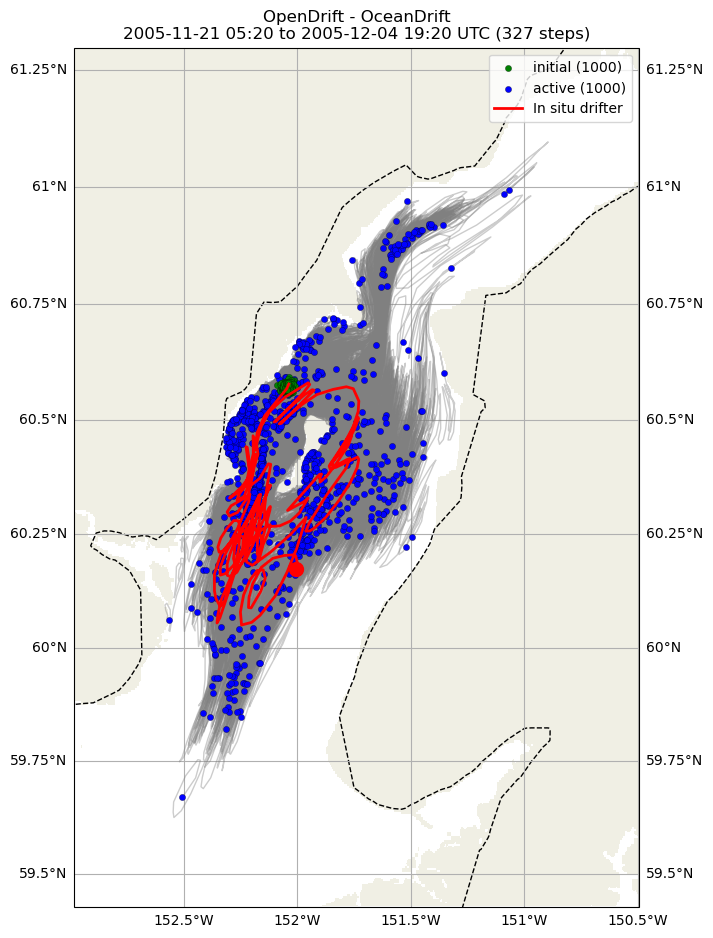 OpenDrift - OceanDrift
2005-11-21 05:20 to 2005-12-04 19:20 UTC (327 steps)
initial (1000)
active (1000)
In situ drifter
61.25°N 61.25°N
61°N 61°N
60.75°N 60.75°N
60.5°N 60.5°N
60.25°N 60.25°N
60°N 60°N
59.75°N 59.75°N
59.5°N 59.5°N
152.5°W 152°W 151.5°W 151°W 150.5°W